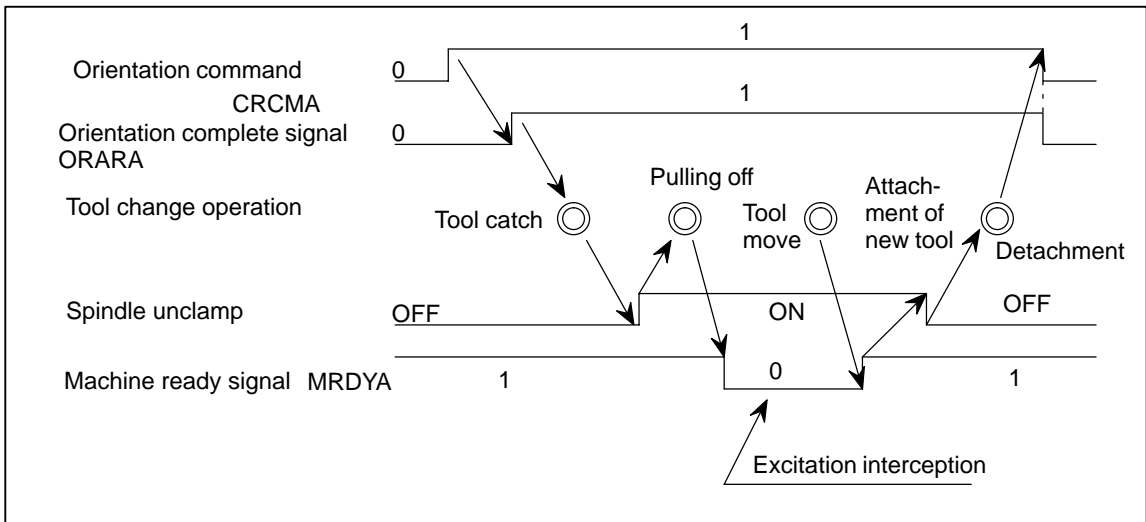 1
Orientation command 0
CRCMA
1
Orientation complete signal 0
ORARA
Tool change operation
Tool catch
Pulling off
Tool
move
Attach-
ment of
new tool
Detachment
Spindle unclamp OFF ON OFF
Machine ready signal MRDYA 1 0 1
Excitation interception